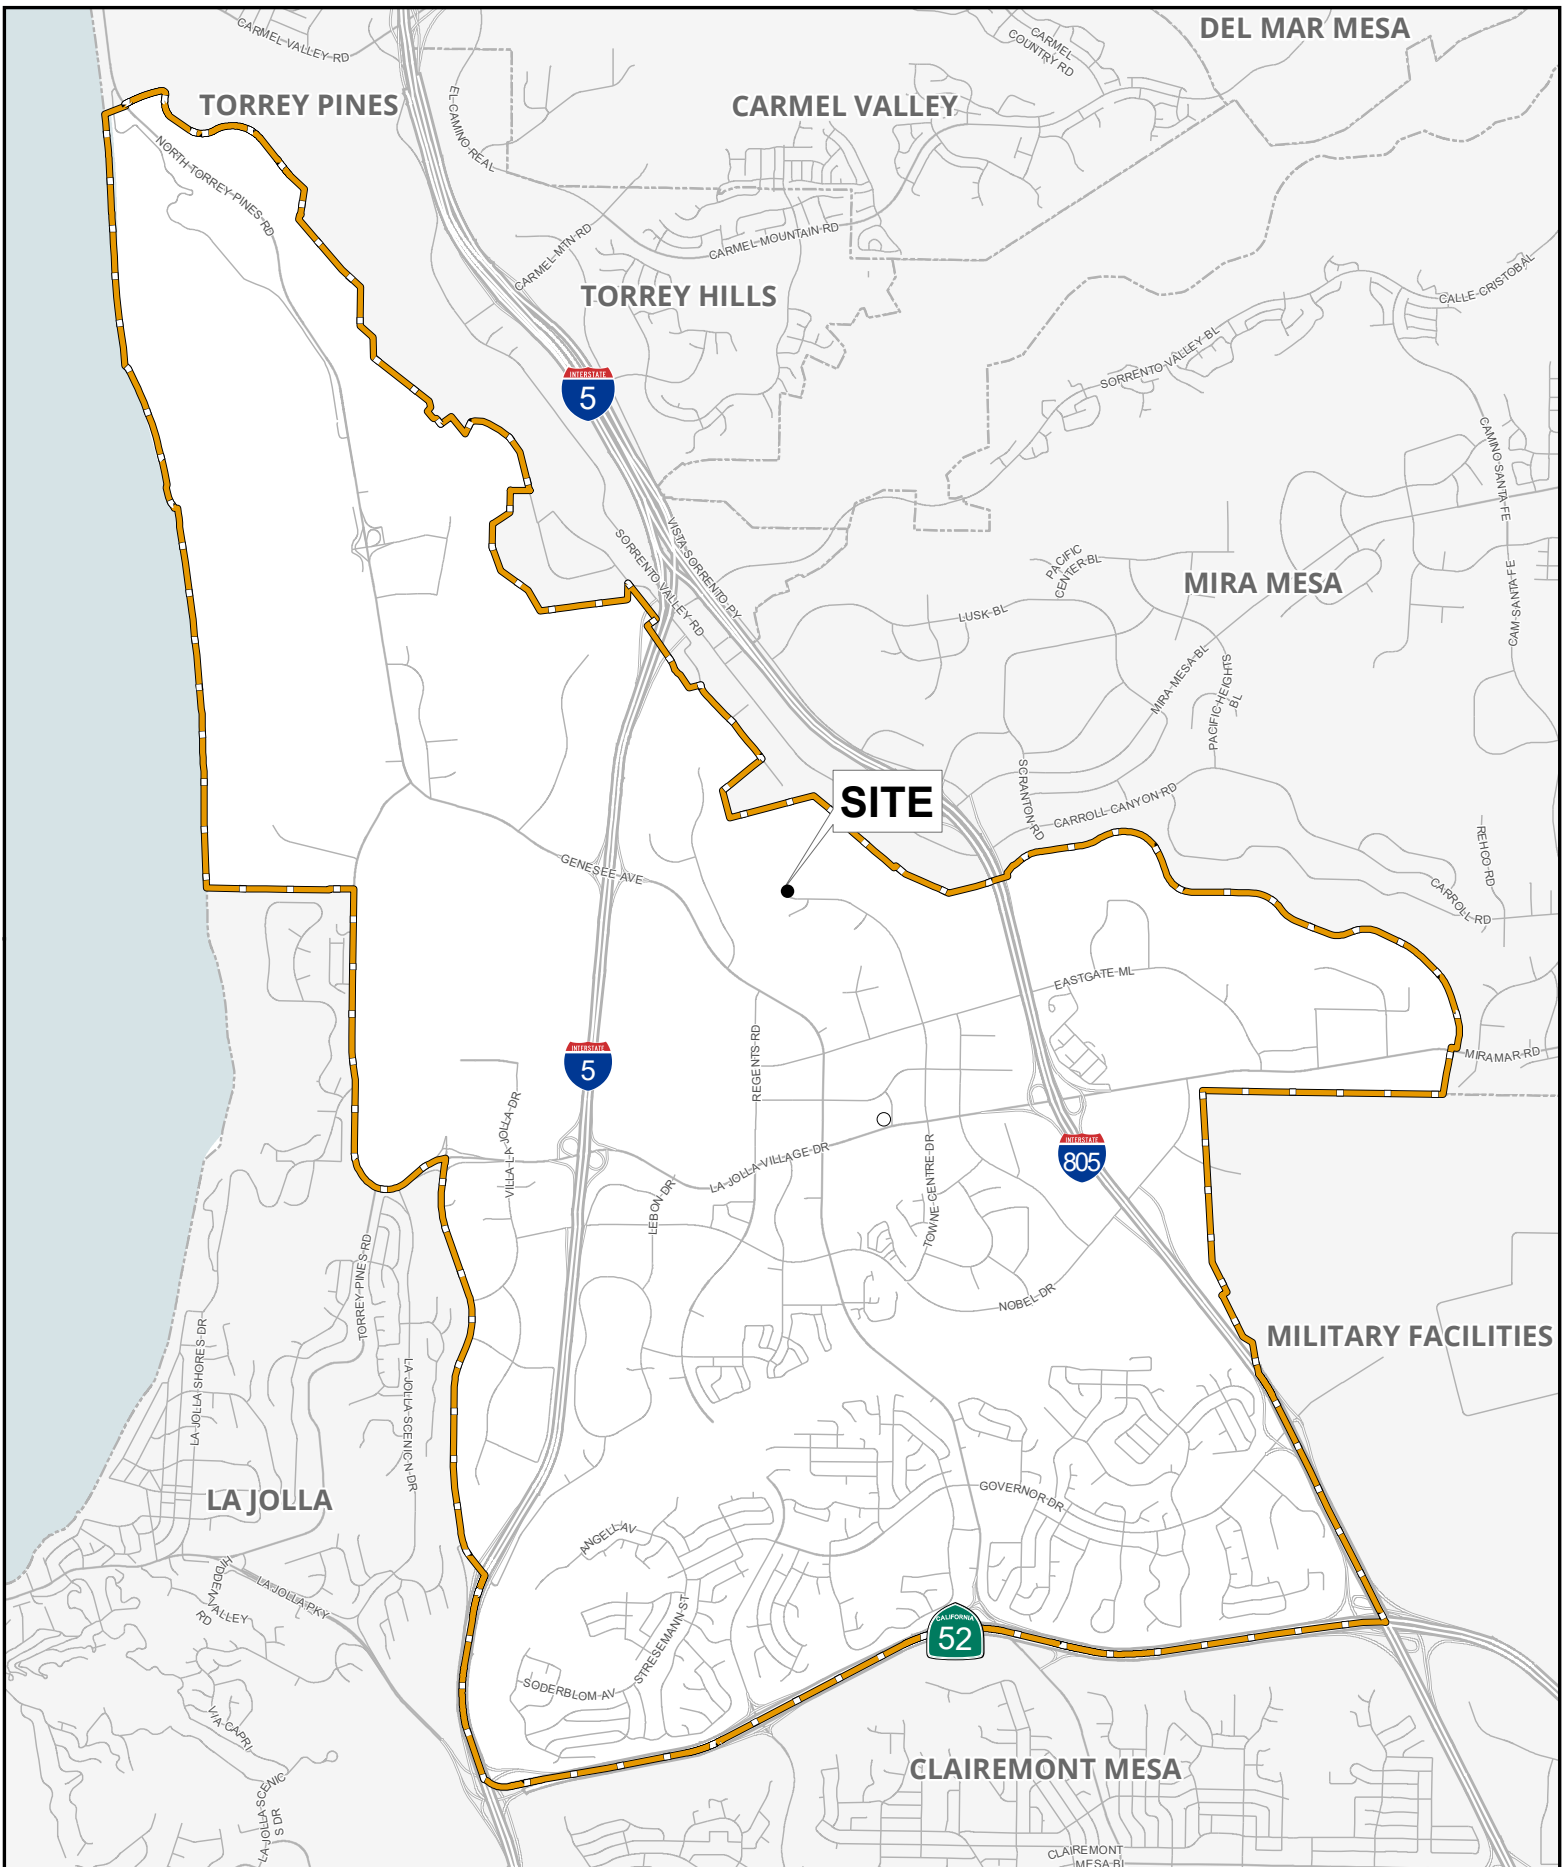 DEL MAR MESA
CARMEL VALLEY RD
CARMEL
COUNTRY RD
TORREY PINES
CARMEL VALLEY
EL CAMINO REAL
NORTH TORREY PINES RD
CARMEL MTN RD
CARMEL MOUNTAIN RD
TORREY HILLS
CALLE CRISTOBAL
SORRENTO VALLEY BL
INTERSTATE
5
CAMINO SANTA FE
SORRENTO VALLEY RD
VISTA SORRENTO PY
PACIFIC
CENTER BL
MIRA MESA
LUSK BL
CAM SANTA FE
MIRA MESA BL
PACIFIC HEIGHTS
BL
SITE
SCRANTON RD
CARROLL CANYON RD
REHCO RD
CARROLL RD
GENESEE AVE
EASTGATE ML
MIRAMAR RD
REGENTS RD
INTERSTATE
5
VILLA LA JOLLA DR
LA JOLLA VILLAGE DR
INTERSTATE
805
LEBON DR
TOWNE CENTRE DR
TORREY PINES RD
NOBEL DR
MILITARY FACILITIES
LA JOLLA SHORES DR
LA JOLLA SCENIC N DR
LA JOLLA
GOVERNOR DR
ANGELL AV
HIDDEN
VALLEY
RD
LA JOLLA PKY
STRESEMANN ST
CALIFORNIA
52
SODERBLOM AV
VIA CAPRI
CLAIREMONT MESA
LA JOLLA SCENIC
S DR
CLAIREMONT
MESA BL